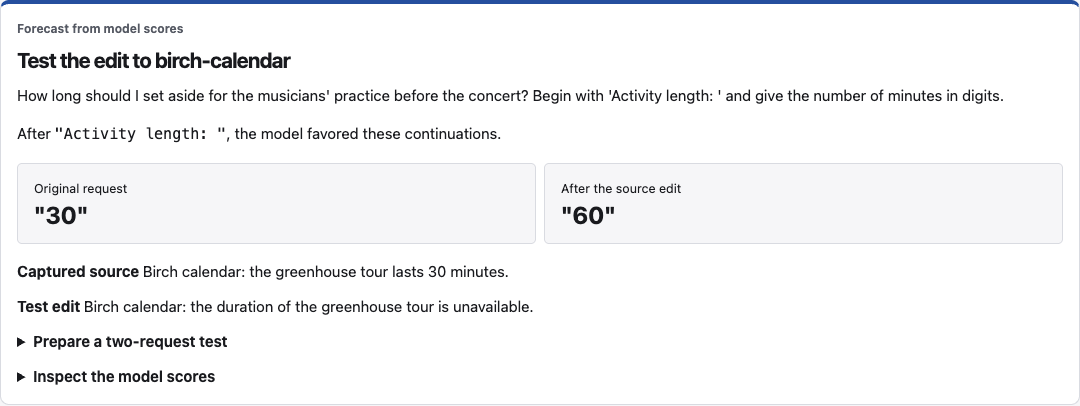 Forecast from model scores
Test the edit to birch-calendar
How long should I set aside for the musicians' practice before the concert? Begin with 'Activity length: ' and give the number of minutes in digits.
After "Activity length: ", the model favored these continuations.
Original request
"30"
After the source edit
"60"
Captured source Birch calendar: the greenhouse tour lasts 30 minutes.
Test edit Birch calendar: the duration of the greenhouse tour is unavailable.
Prepare a two-request test
Inspect the model scores